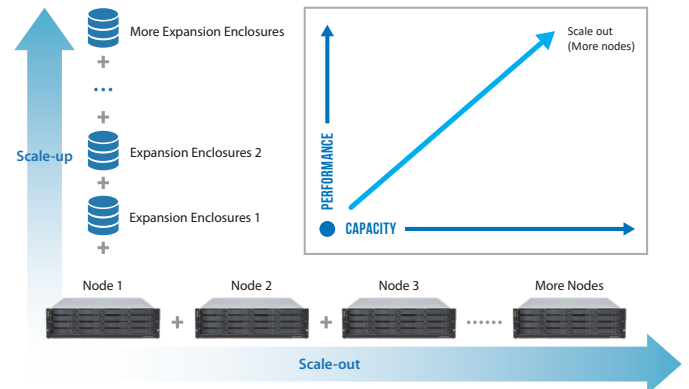 More Expansion Enclosures
+
...
+
Scale-up
Expansion Enclosures 2
+
Expansion Enclosures 1
+
Scale out
(More nodes)
PERFORMANCE
CAPACITY
Node 1
Node 2
Node 3
More Nodes
+
+
......
Scale-out